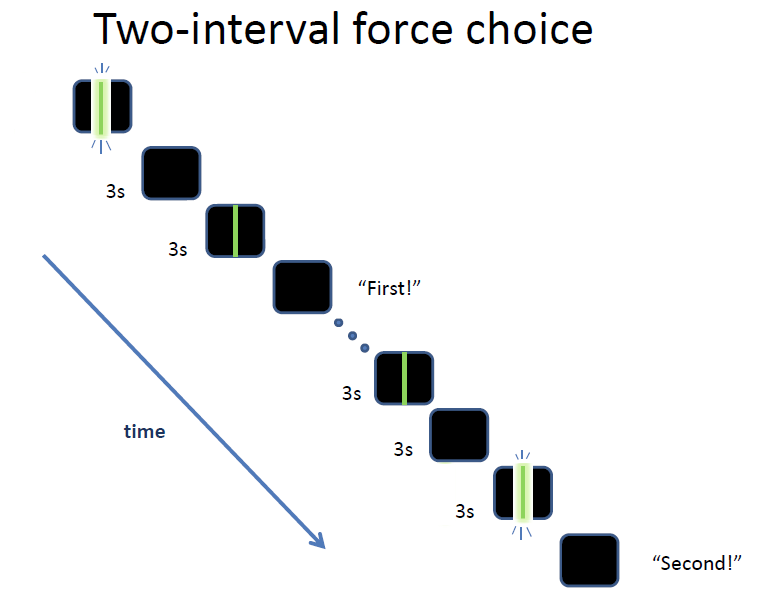 Two-interval force choice
3s
3s
“First!”
3s
time
3s
3s
“Second!”